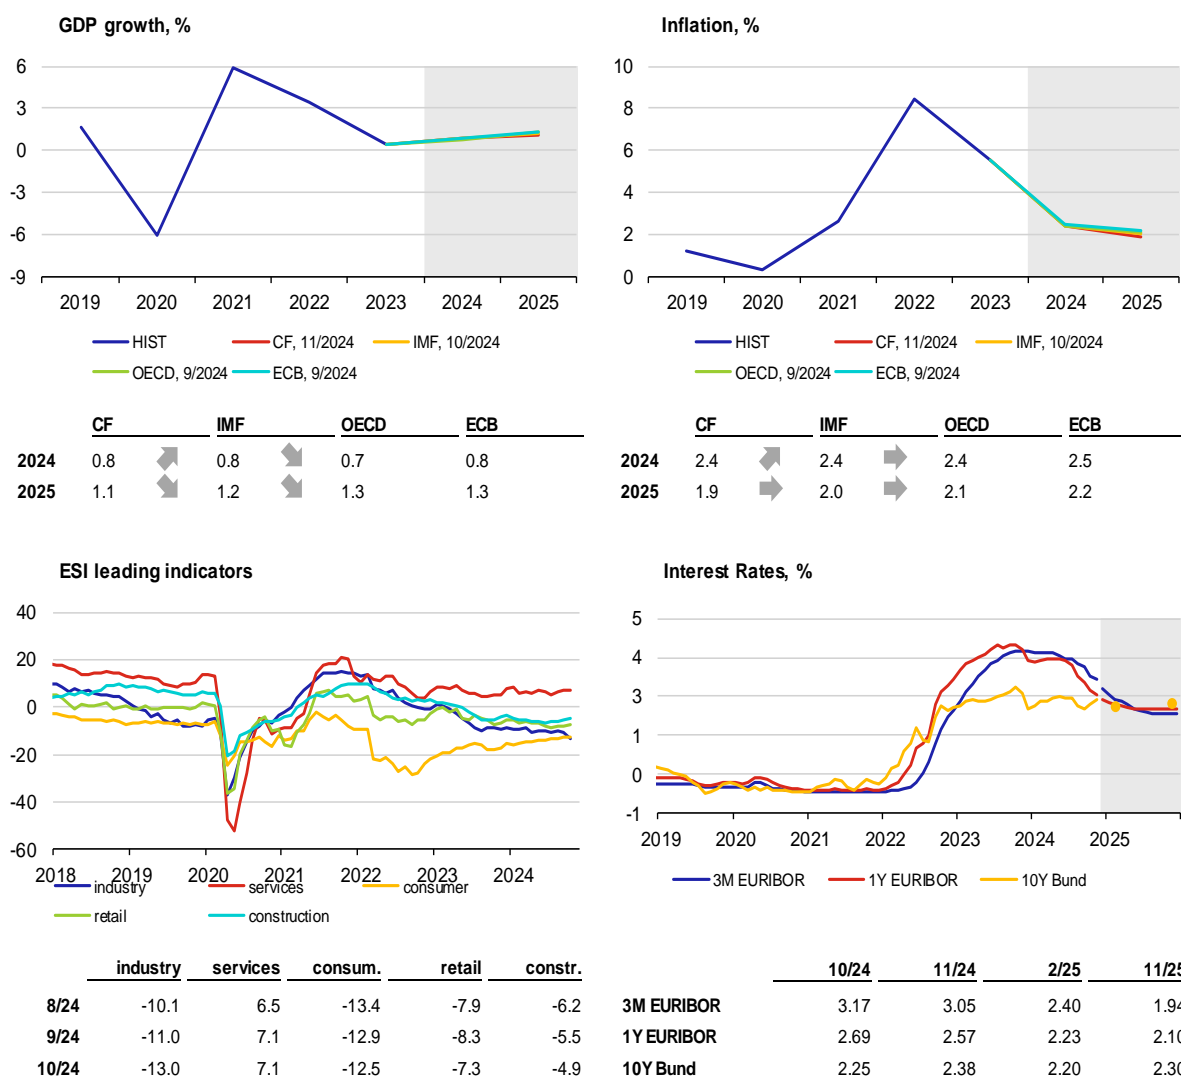 GDP growth, %
6
3
0
-3
-6
-9
2019 2020 2021 2022 2023 2024 2025
HIST CF, 11/2024 IMF, 10/2024
OECD, 9/2024 ECB, 9/2024
CF IMF OECD ECB
2024 0.8 0.8 0.7 0.8
2025 1.1 1.2 1.3 1.3
Inflation, %
10
8
6
4
2
0
2019 2020 2021 2022 2023 2024 2025
HIST CF, 11/2024 IMF, 10/2024
OECD, 9/2024 ECB, 9/2024
CF IMF OECD ECB
2024 2.4 2.4 2.4 2.5
2025 1.9 2.0 2.1 2.2
ESI leading indicators
40
20
0
-20
-40
-60
2018 2019 2020 2021 2022 2023 2024
industry services consumer
retail construction
industry services consum. retail constr.
8/24 -10.1 6.5 -13.4 -7.9 -6.2
9/24 -11.0 7.1 -12.9 -8.3 -5.5
10/24 -13.0 7.1 -12.5 -7.3 -4.9
Interest Rates, %
5
4
3
1
0
-1
2019 2020 2021 2022 2023 2024 2025
3M EURIBOR 1Y EURIBOR 10Y Bund
10/24 11/24 2/25 11/25
3M EURIBOR 3.17 3.05 2.40 1.94
1Y EURIBOR 2.69 2.57 2.23 2.10
10Y Bund 2.25 2.38 2.20 2.30